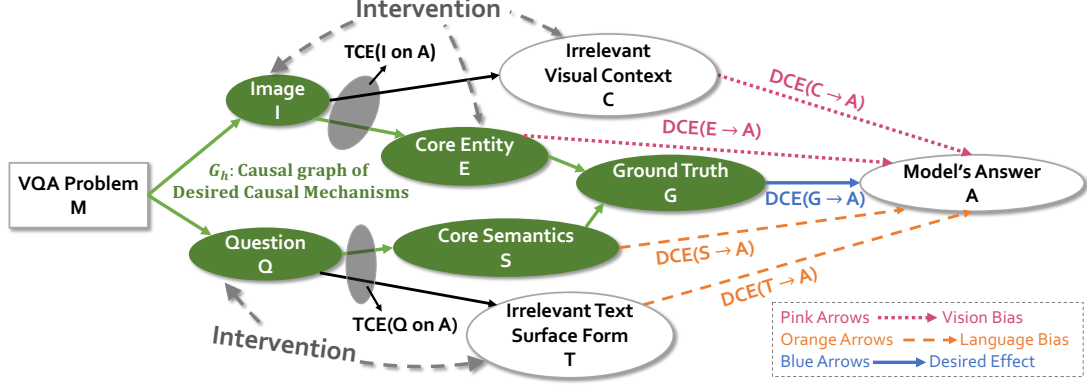 Intervention
TCE(I on A)
Irrelevant
Visual Context
C
Image
I
DCE(C → A)
DCE(E → A)
Core Entity
E
VQA Problem
M
G_h: Causal graph of
Desired Causal Mechanisms
Ground Truth
G
DCE(G → A)
Model's Answer
A
Question
Q
Core Semantics
S
DCE(S → A)
DCE(T → A)
TCE(Q on A)
Irrelevant Text
Surface Form
T
Intervention
Pink Arrows Vision Bias
Orange Arrows Language Bias
Blue Arrows Desired Effect